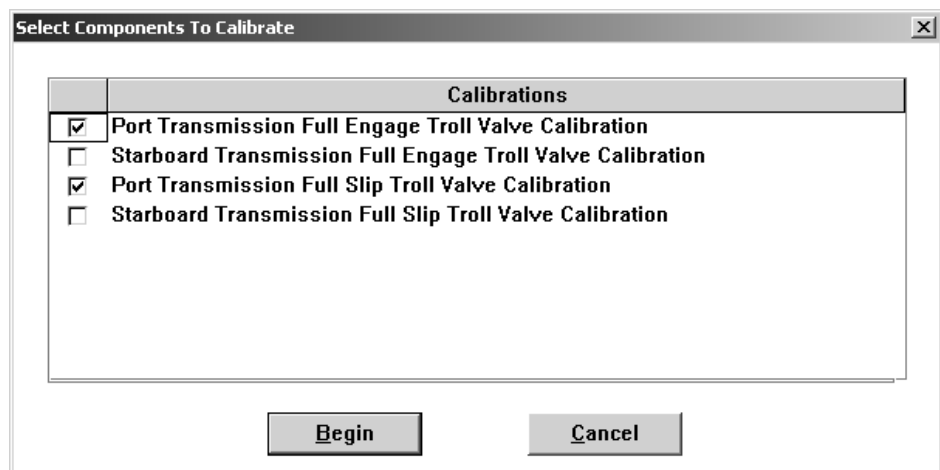 Select Components To Calibrate
Calibrations
Port Transmission Full Engage Troll Valve Calibration
Starboard Transmission Full Engage Troll Valve Calibration
Port Transmission Full Slip Troll Valve Calibration
Starboard Transmission Full Slip Troll Valve Calibration
Begin Cancel